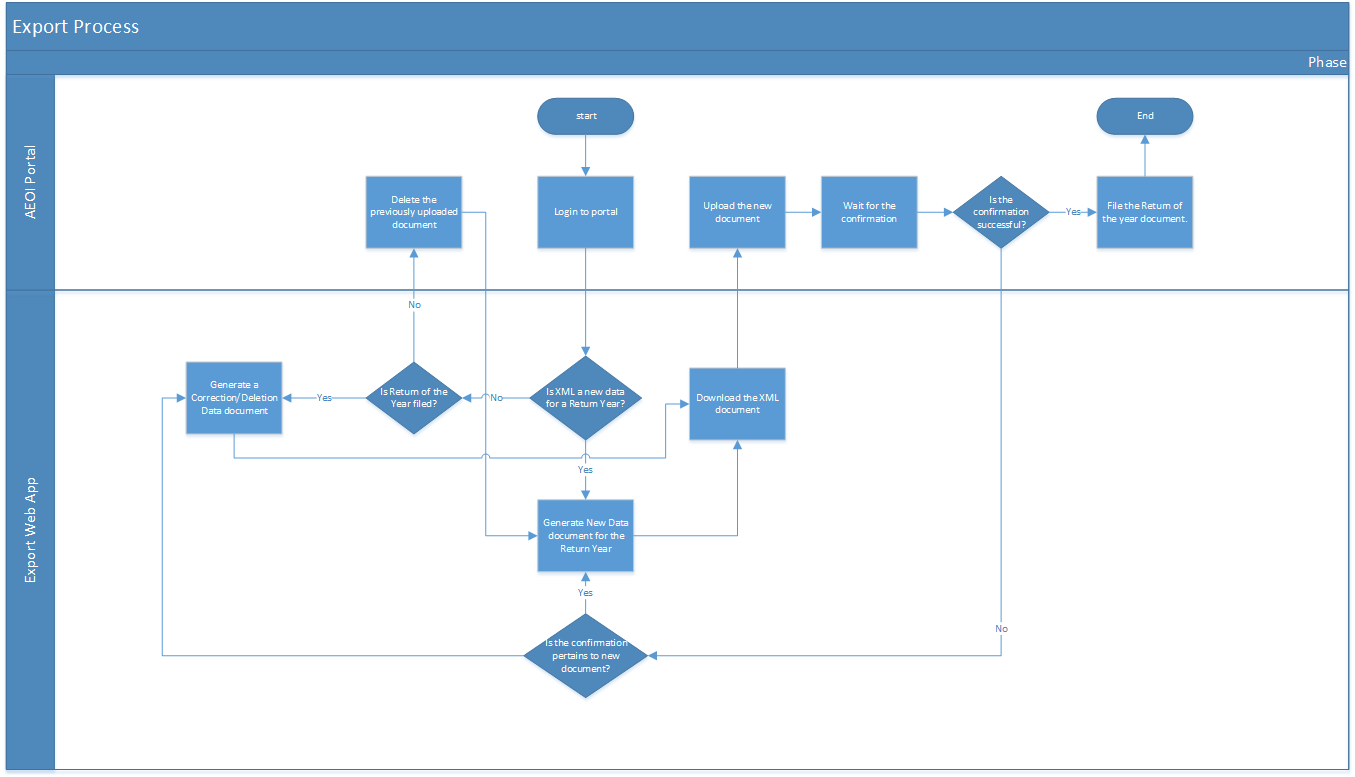 Export Process
Phase
AEOI Portal
start
End
Delete the
previously uploaded
document
Login to portal
Upload the new
document
Wait for the
confirmation
Is the
confirmation
successful?
Yes
File the Return of
the year document.
No
Export Web App
Generate a
Correction/Deletion
Data document
Yes
Is Return of the
Year filed?
No
Is XML a new data
for a Return Year?
Download the XML
document
Yes
Generate New Data
document for the
Return Year
Yes
Is the confirmation
pertains to new
document?
No